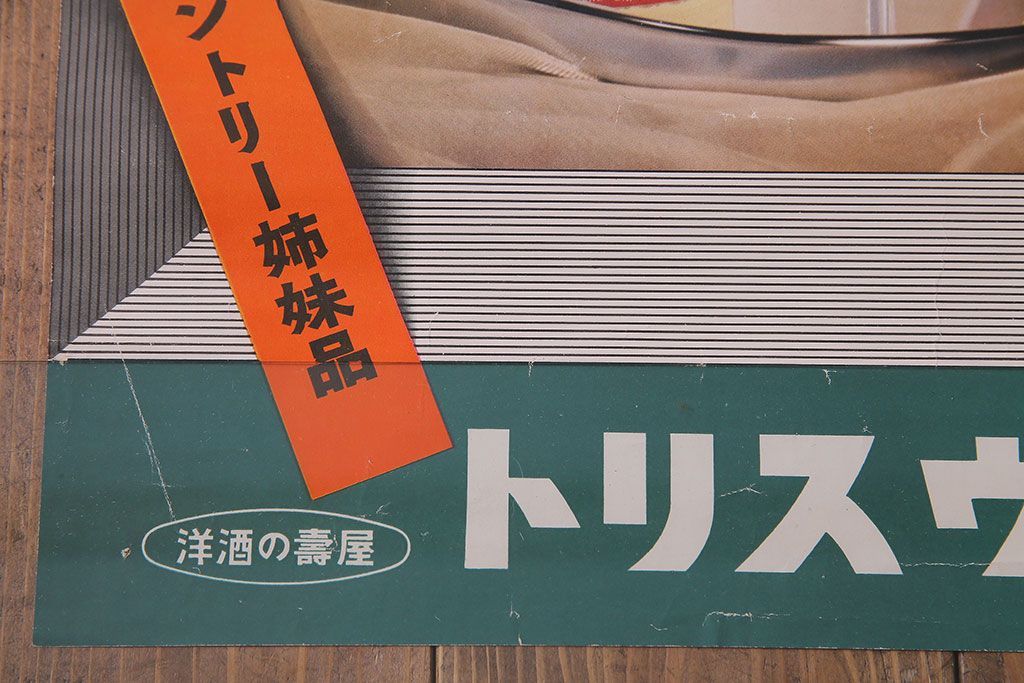 ントリー姉妹品
トリスウ
洋酒の壽屋